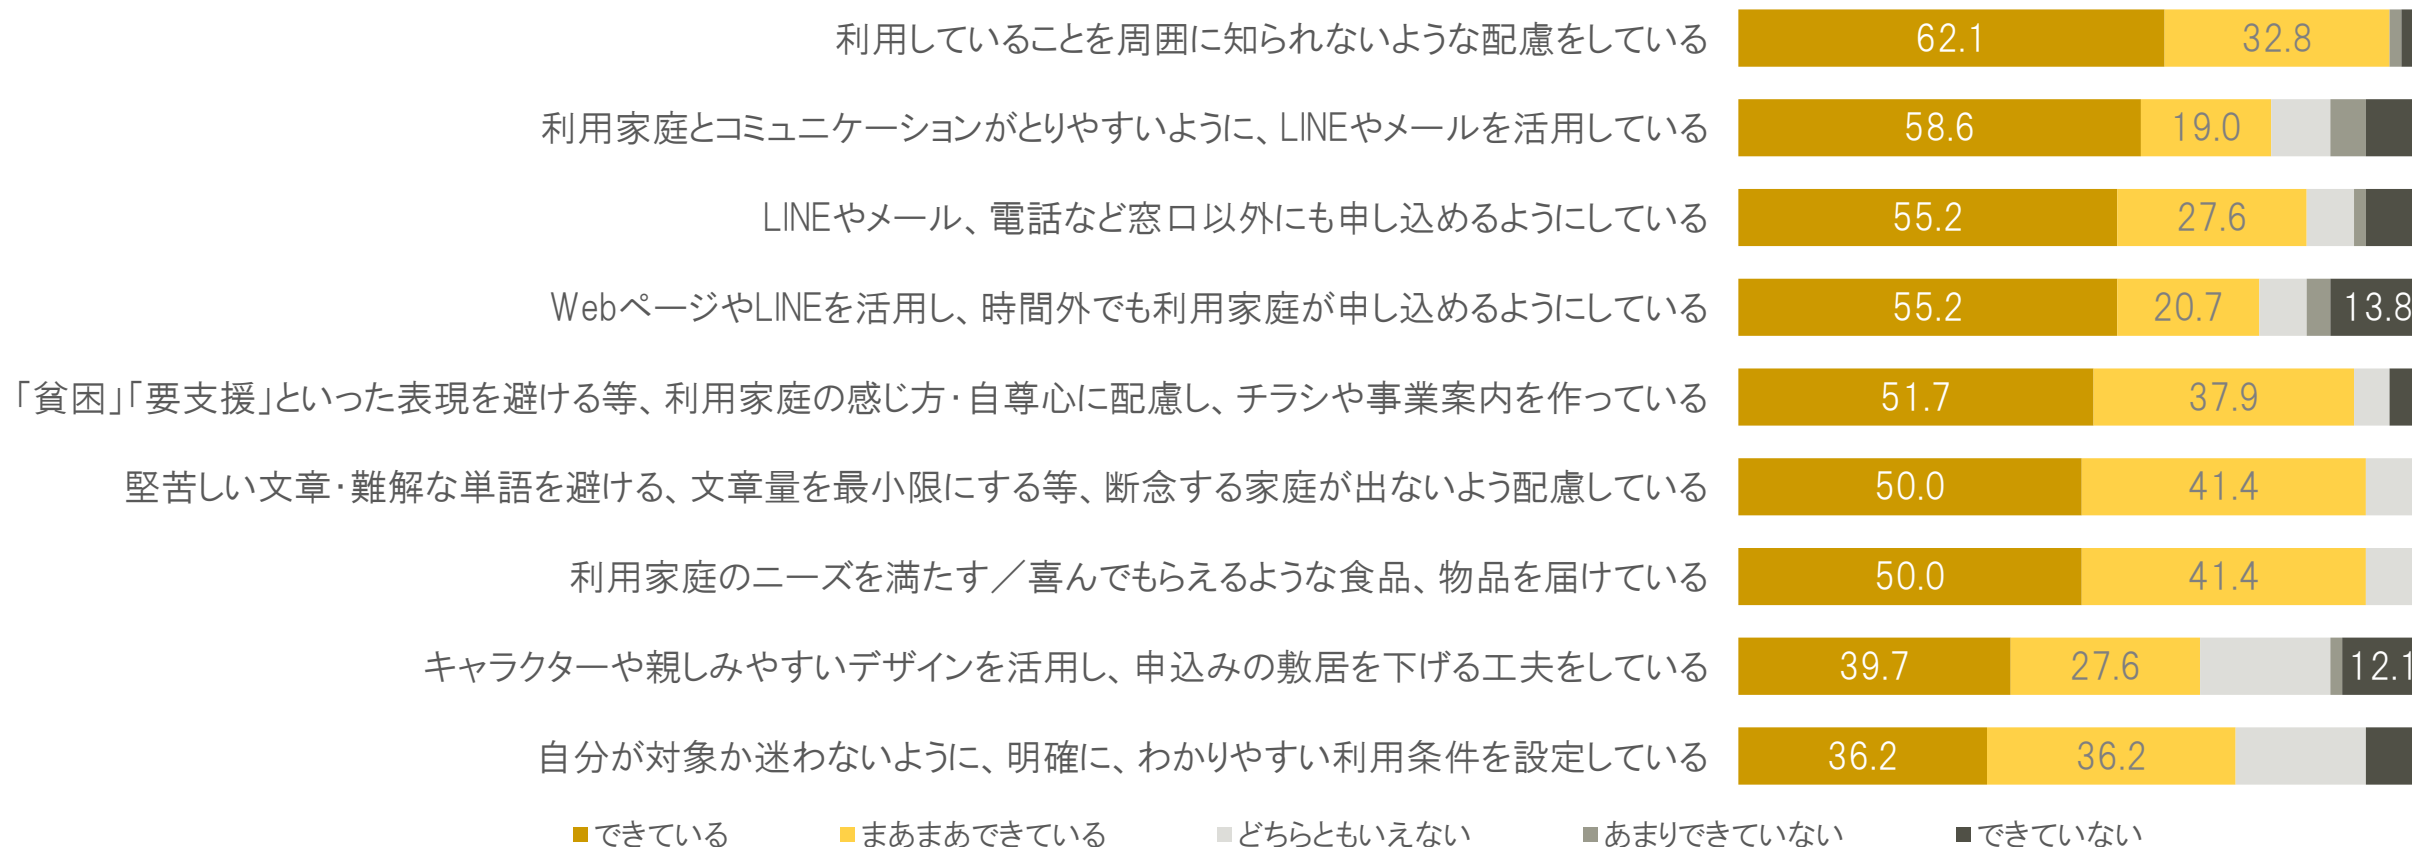 利用していることを周囲に知られないような配慮をしている 62.1 32.8
利用家庭とコミュニケーションがとりやすいように、LINEやメールを活用している 58.6 19.0
LINEやメール、電話など窓口以外にも申し込めるようにしている 55.2 27.6
WebページやLINEを活用し、時間外でも利用家庭が申し込めるようにしている 55.2 20.7 13.8
「貧困」「要支援」といった表現を避ける等、利用家庭の感じ方・自尊心に配慮し、チラシや事業案内を作っている 51.7 37.9
堅苦しい文章・難解な単語を避ける、文章量を最小限にする等、断念する家庭が出ないよう配慮している 50.0 41.4
利用家庭のニーズを満たす／喜んでもらえるような食品、物品を届けている 50.0 41.4
キャラクターや親しみやすいデザインを活用し、申込みの敷居を下げる工夫をしている 39.7 27.6 12.1
自分が対象か迷わないように、明確に、わかりやすい利用条件を設定している 36.2 36.2
できている まあまあできている どちらともいえない あまりできていない できていない